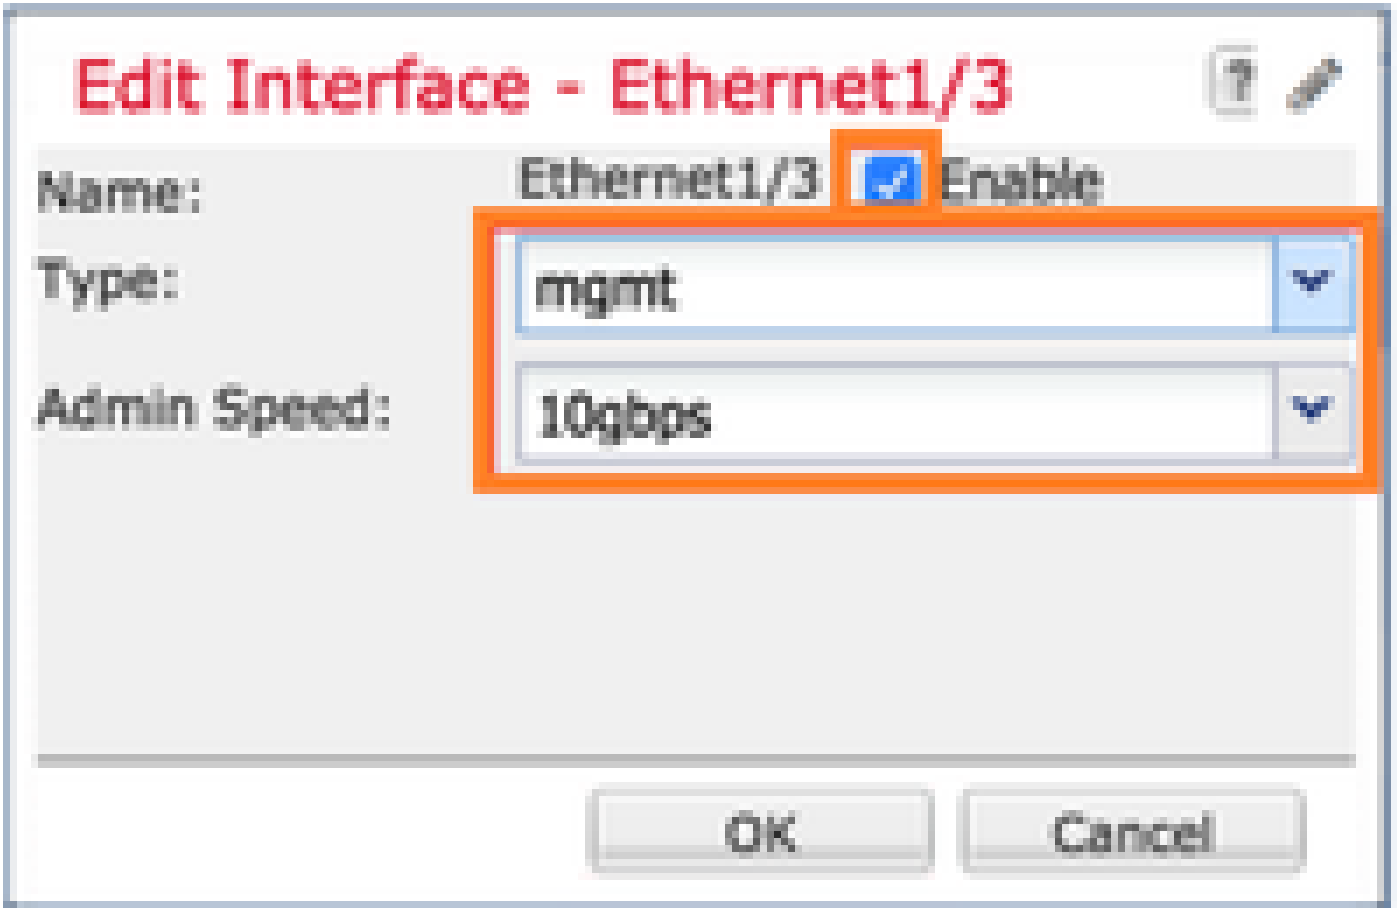 Edit Interface - Ethernet1/3 ?
Name: Ethernet1/3 Enable
Type: mgmt
Admin Speed: 10gbps
OK Cancel